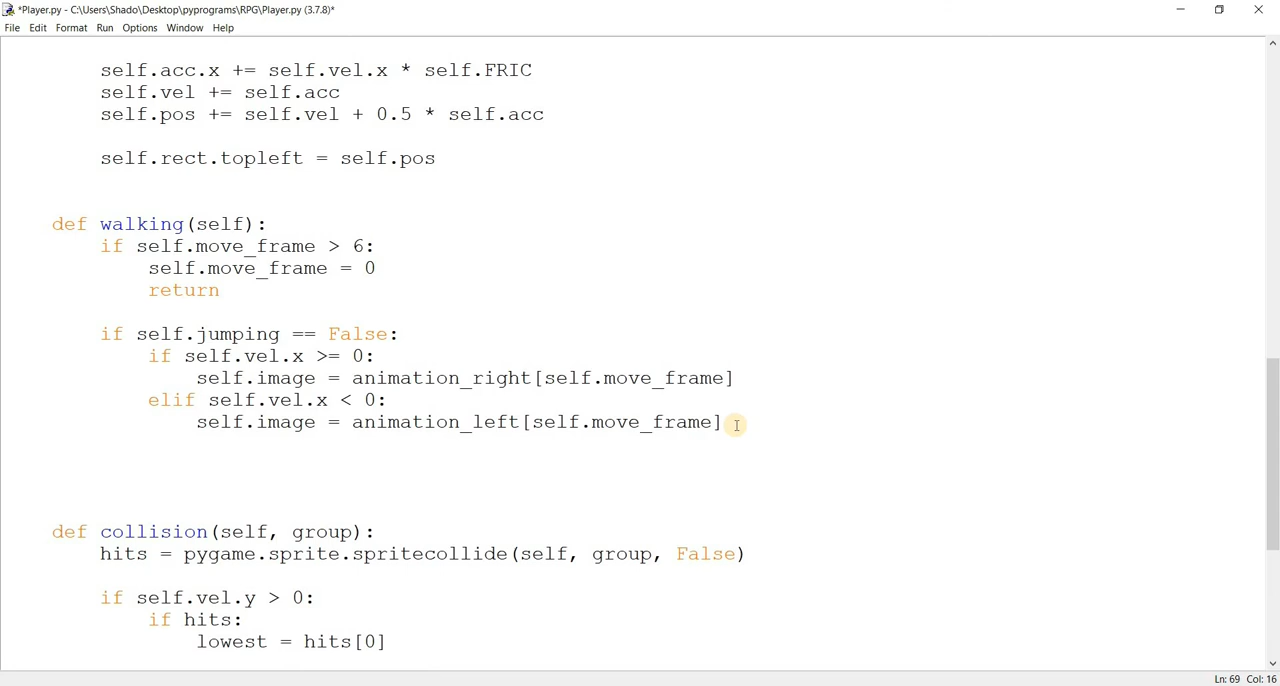 *Player.py - C:\Users\Shado\Desktop\pyprograms\RPG\Player.py (3.7.8)*
File Edit Format Run Options Window Help
self.acc.x += self.vel.x * self.FRIC
self.vel += self.acc
self.pos += self.vel + 0.5 * self.acc
self.rect.topleft = self.pos
def walking(self):
if self.move_frame > 6:
self.move_frame = 0
return
if self.jumping == False:
if self.vel.x >= 0:
self.image = animation_right[self.move_frame]
elif self.vel.x < 0:
self.image = animation_left[self.move_frame]
def collision(self, group):
hits = pygame.sprite.spritecollide(self, group, False)
if self.vel.y > 0:
if hits:
lowest = hits[0]
Ln: 69 Col: 16